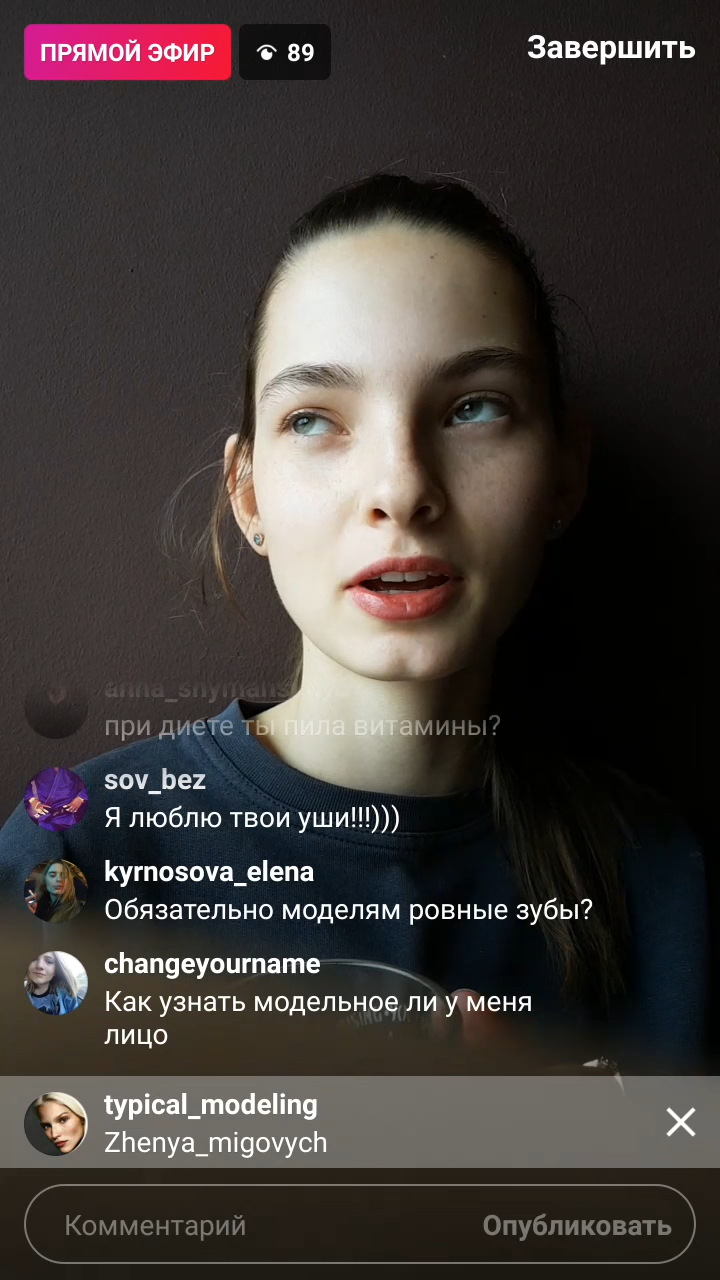 ПРЯМОЙ ЭФИР
89
Завершить
при диете ты пила витамины?
sov_bez
Я люблю твои уши!!!)))
kyrnosova_elena
Обязательно моделям ровные зубы?
changeyourname
Как узнать модельное ли у меня
лицо
typical_modeling
Zhenya_migovych
Комментарий
Опубликовать